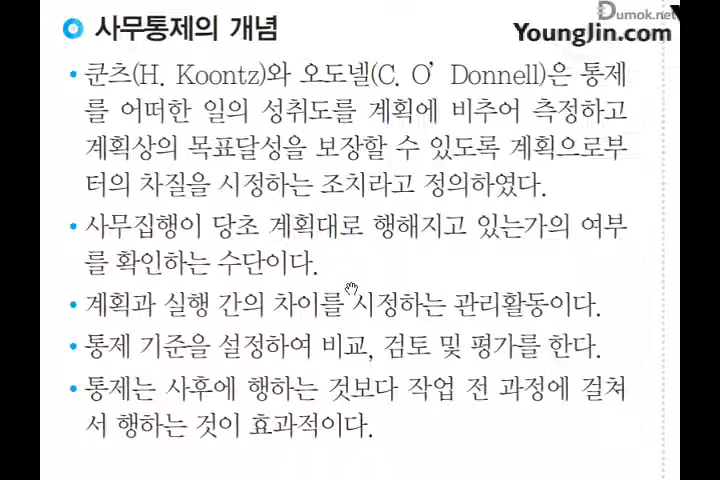 Dumok.net
사무통제의 개념
YoungJin.com
• 쿤츠(H. Koontz)와 오도넬(C. O’ Donnell)은 통제
를 어떠한 일의 성취도를 계획에 비추어 측정하고
계획상의 목표달성을 보장할 수 있도록 계획으로부
터의 차질을 시정하는 조치라고 정의하였다.
• 사무집행이 당초 계획대로 행해지고 있는가의 여부
를 확인하는 수단이다.
• 계획과 실행 간의 차이를 시정하는 관리활동이다.
• 통제 기준을 설정하여 비교, 검토 및 평가를 한다.
• 통제는 사후에 행하는 것보다 작업 전 과정에 걸쳐
서 행하는 것이 효과적이다.